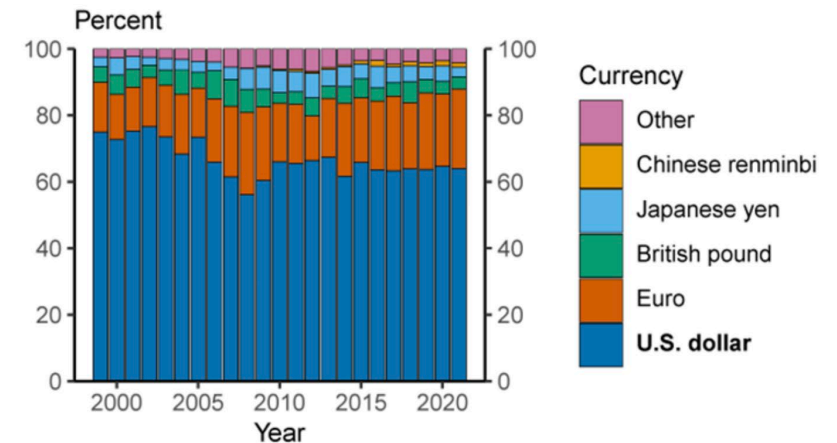 Percent
100
80
60
40
20
0
100
80
60
40
20
0
2000 2005 2010 2015 2020
Year
Currency
Other
Chinese renminbi
Japanese yen
British pound
Euro
U.S. dollar